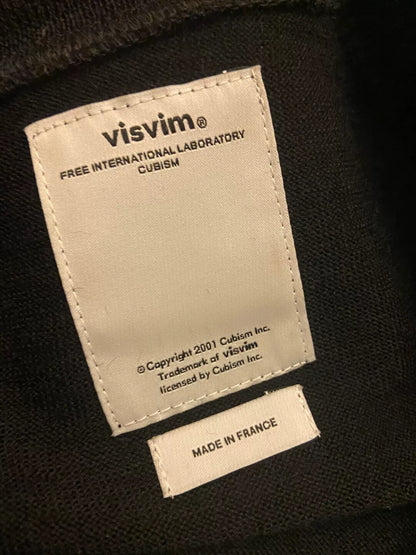 visvim®
FREE INTERNATIONAL LABORATORY
CUBISM
© Copyright 2001 Cubism Inc.
Trademark of visvim
licensed by Cubism Inc.
MADE IN FRANCE